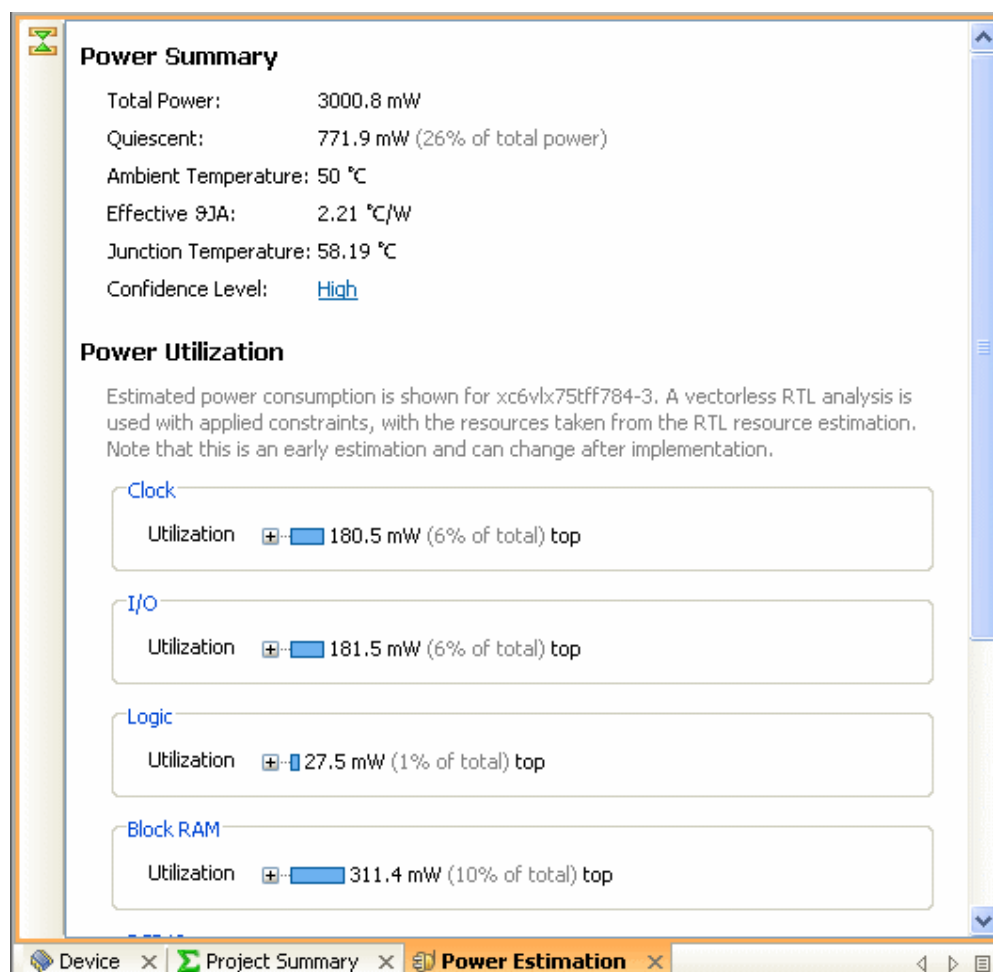 Power Summary
Total Power: 3000.8 mW
Quiescent: 771.9 mW (26% of total power)
Ambient Temperature: 50 °C
Effective θJA: 2.21 °C/W
Junction Temperature: 58.19 °C
Confidence Level: High
Power Utilization
Estimated power consumption is shown for xc6vlx75tff784-3. A vectorless RTL analysis is
used with applied constraints, with the resources taken from the RTL resource estimation.
Note that this is an early estimation and can change after implementation.
Clock
Utilization 180.5 mW (6% of total) top
I/O
Utilization 181.5 mW (6% of total) top
Logic
Utilization 27.5 mW (1% of total) top
Block RAM
Utilization 311.4 mW (10% of total) top
Device Project Summary Power Estimation